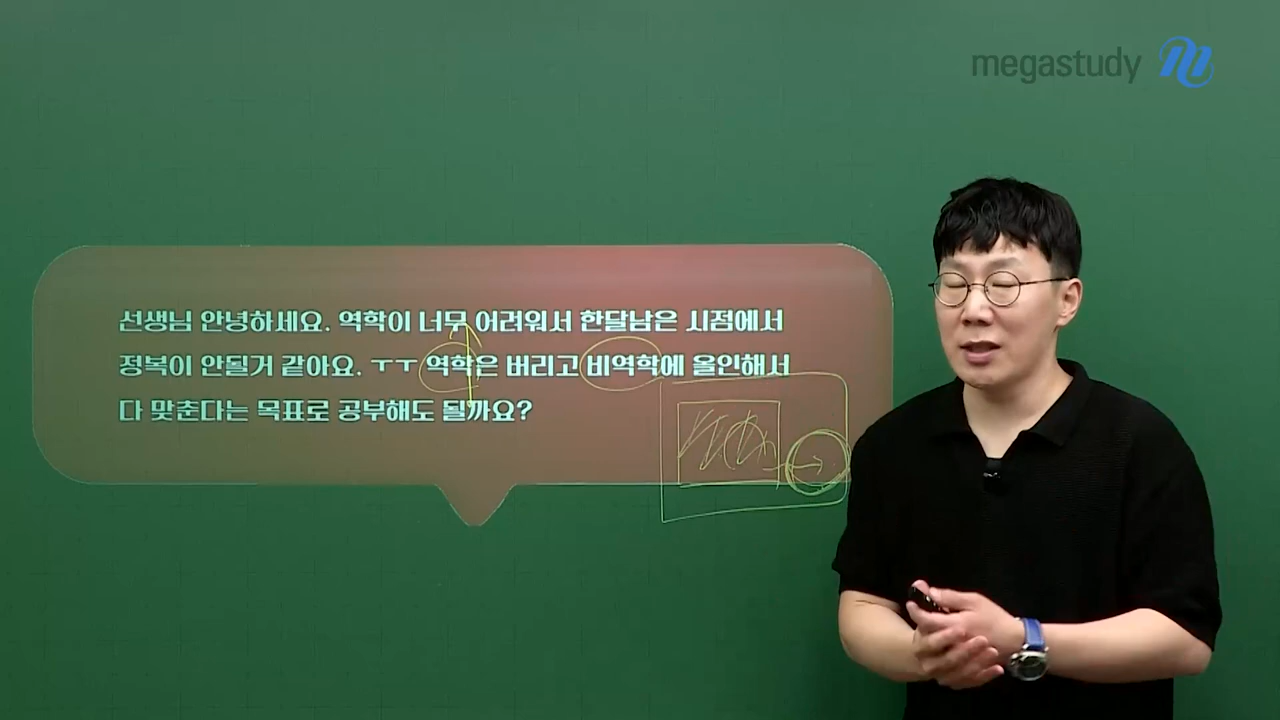 megastudy
선생님 안녕하세요. 역학이 너무 어려워서 한달남은 시점에서
정복이 안될거 같아요. ㅜㅜ 역학은 버리고 비역학에 올인해서
다 맞춘다는 목표로 공부해도 될까요?